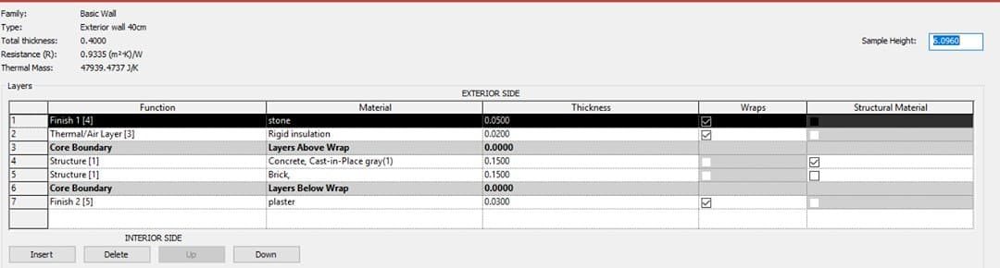 Family: Basic Wall
Type: Exterior wall 40cm
Total thickness: 0.4000 Sample Height: 6.0960
Resistance (R): 0.9335 (m²·K)/W
Thermal Mass: 47939.4737 J/K
Layers
EXTERIOR SIDE
Function Material Thickness Wraps Structural Material
1 Finish 1 [4] stone 0.0500
2 Thermal/Air Layer [3] Rigid insulation 0.0200
3 Core Boundary Layers Above Wrap 0.0000
4 Structure [1] Concrete, Cast-in-Place gray(1) 0.1500
5 Structure [1] Brick, 0.1500
6 Core Boundary Layers Below Wrap 0.0000
7 Finish 2 [5] plaster 0.0300
INTERIOR SIDE
Insert Delete Up Down